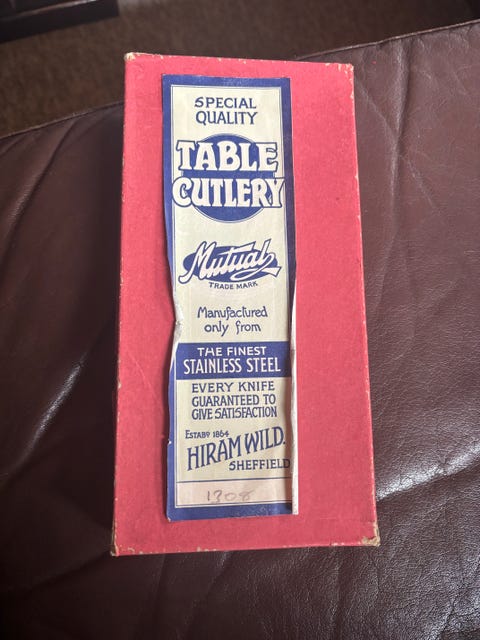 SPECIAL
QUALITY
TABLE
CUTLERY
Mutual
TRADE MARK
Manufactured
only from
THE FINEST
STAINLESS STEEL
EVERY KNIFE
GUARANTEED TO
GIVE SATISFACTION
ESTABD 1864
HIRAM WILD.
SHEFFIELD
1308